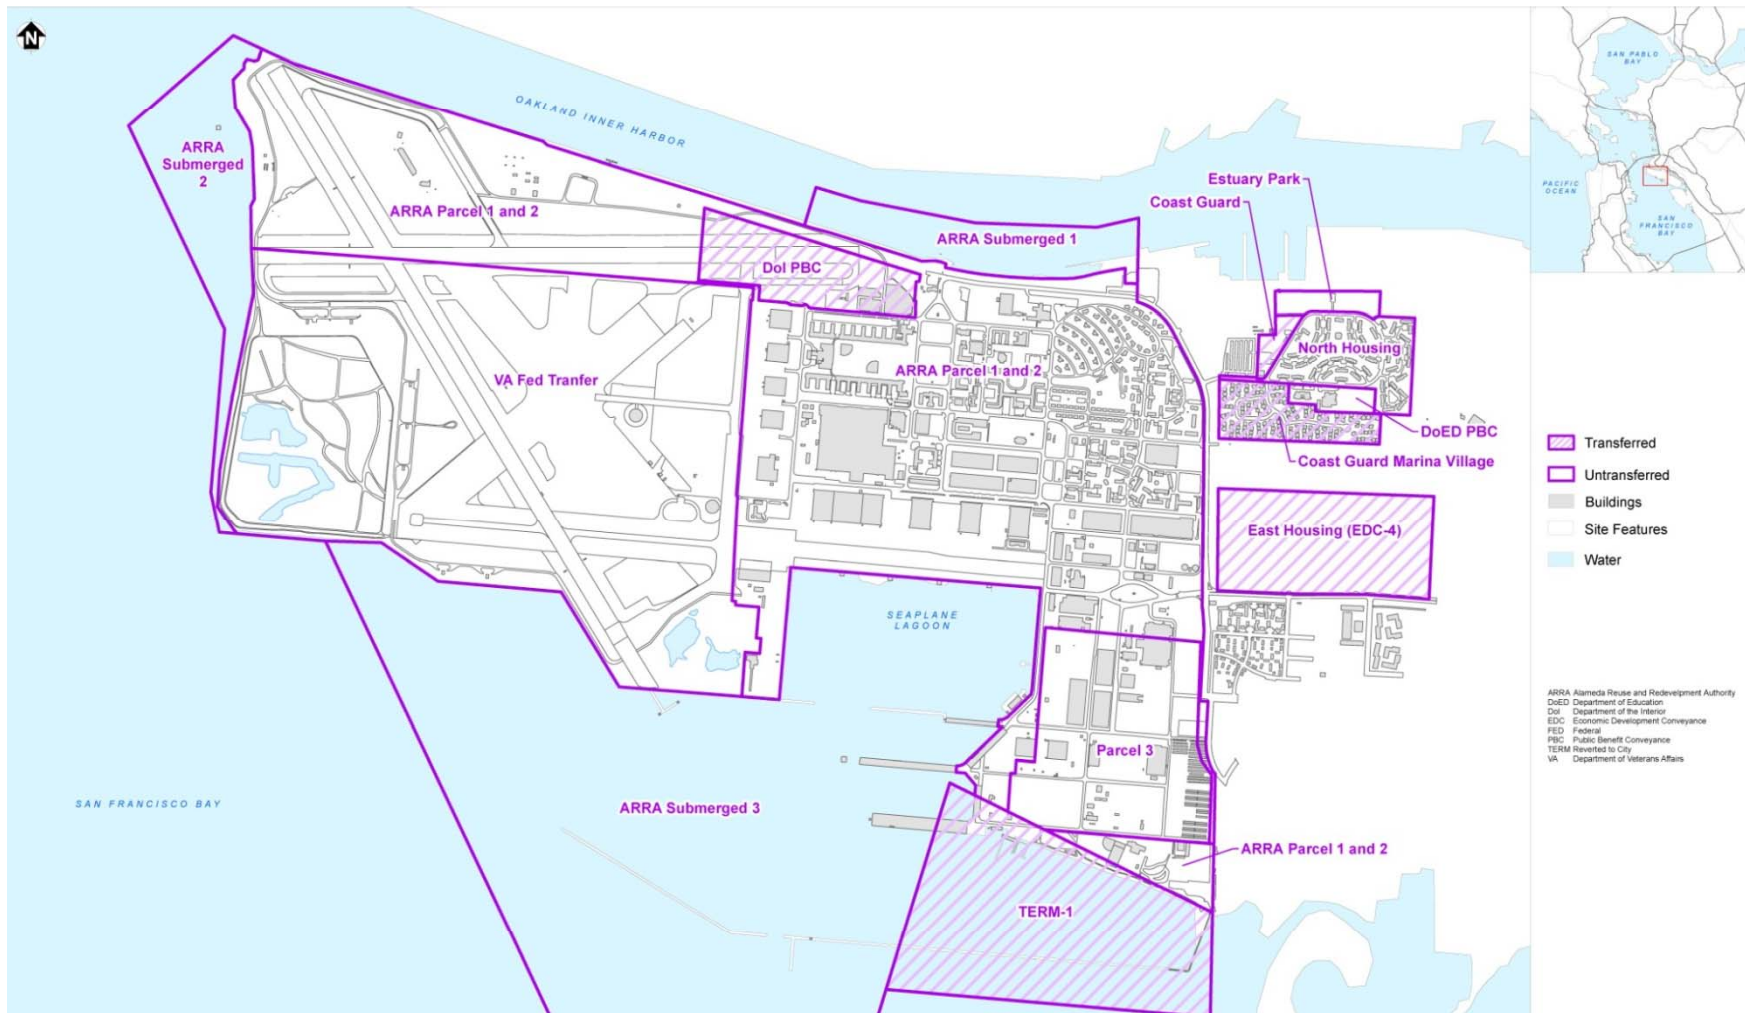 N
OAKLAND INNER HARBOR
ARRA
Submerged
2
ARRA Parcel 1 and 2
ARRA Submerged 1
DoI PBC
Estuary Park
Coast Guard
North Housing
VA Fed Tranfer
ARRA Parcel 1 and 2
DoED PBC
Coast Guard Marina Village
East Housing (EDC-4)
SEAPLANE
LAGOON
Parcel 3
SAN FRANCISCO BAY
ARRA Submerged 3
ARRA Parcel 1 and 2
TERM-1
SAN PABLO
BAY
PACIFIC
OCEAN
SAN
FRANCISCO
BAY
Transferred
Untransferred
Buildings
Site Features
Water
ARRA Alameda Reuse and Redevelpment Authority
DoED Department of Education
DoI Department of the Interior
EDC Economic Development Conveyance
FED Federal
PBC Public Benefit Conveyance
TERM Reverted to City
VA Department of Veterans Affairs